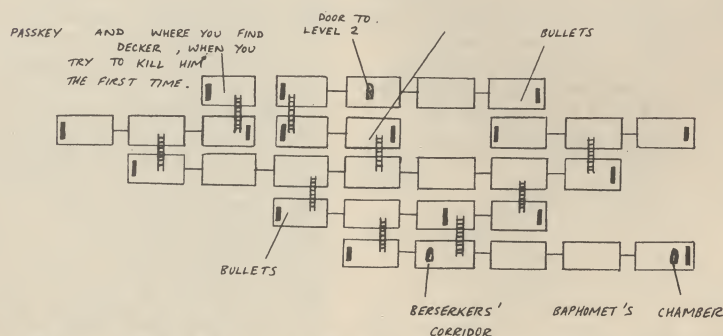 PASSKEY AND WHERE YOU FIND
DECKER, WHEN YOU
TRY TO KILL HIM
THE FIRST TIME.
DOOR TO
LEVEL 2
BULLETS
BULLETS
BERSERKERS'
CORRIDOR
BAPHOMET'S CHAMBER